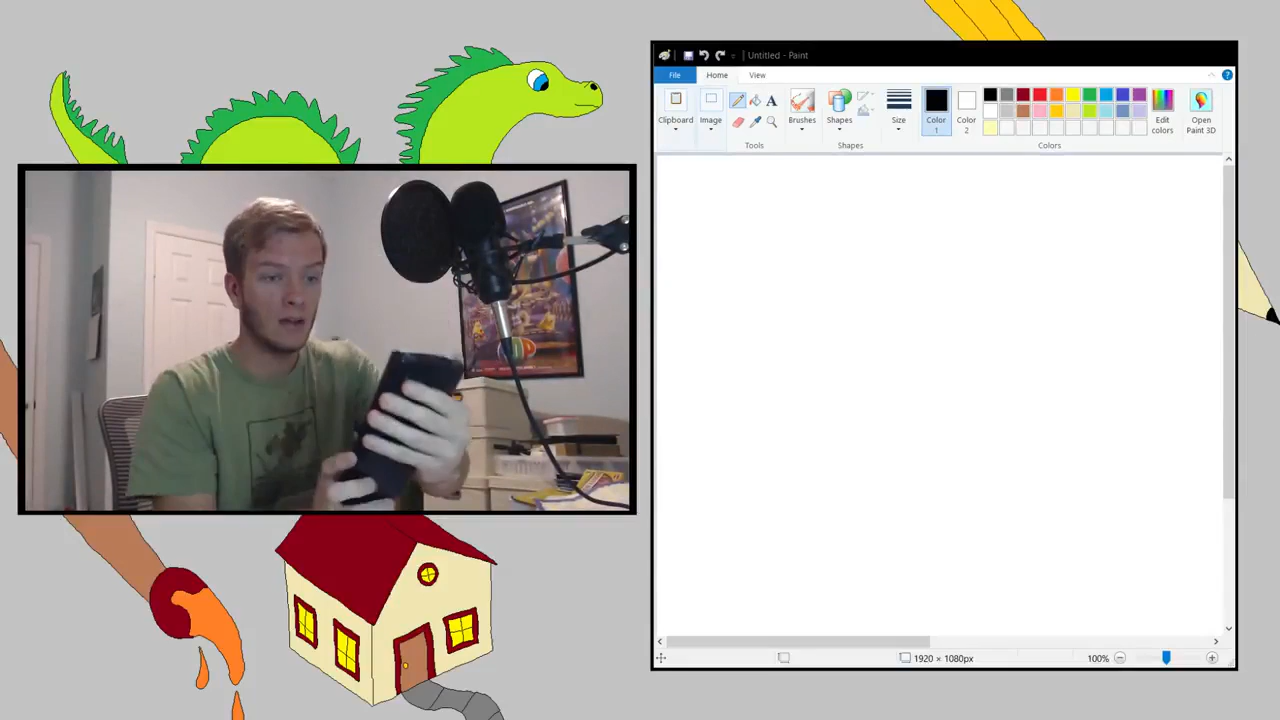 Untitled - Paint
File Home View
Clipboard Image Brushes Shapes Size Color 1 Color 2 Edit colors Open Paint 3D
Tools Shapes Colors
1920 × 1080px 100%